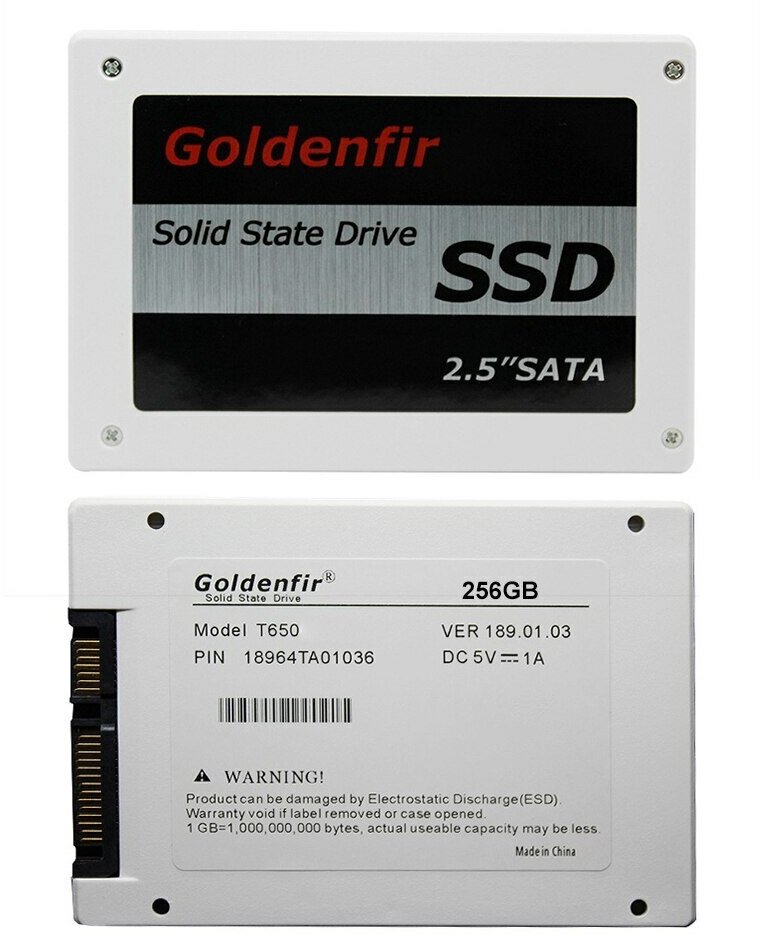 Goldenfir
Solid State Drive
SSD
2.5"SATA
Goldenfir®
Solid State Drive
256GB
Model T650
VER 189.01.03
PIN 18964TA01036
DC 5V⎓1A
⚠ WARNING!
Product can be damaged by Electrostatic Discharge(ESD).
Warranty void if label removed or case opened.
1 GB=1,000,000,000 bytes, actual useable capacity may be less.
Made in China